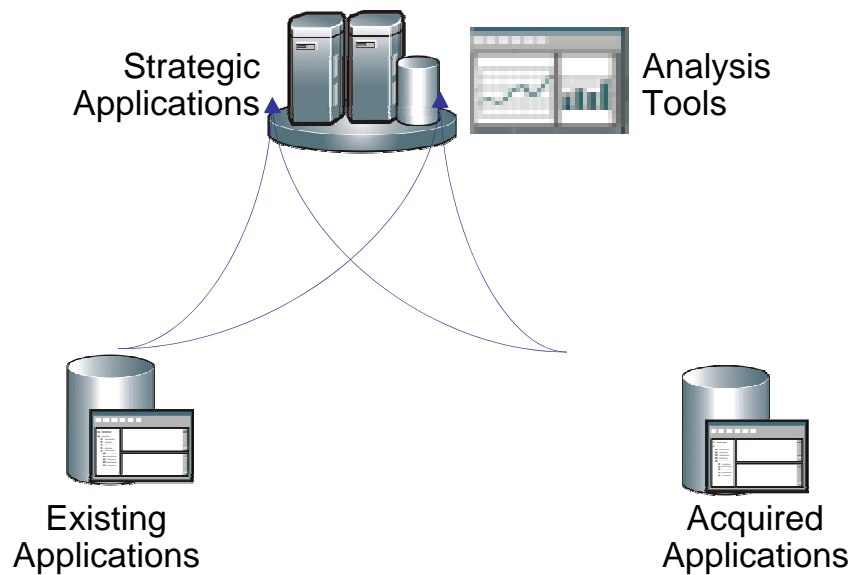 Strategic
Applications
Analysis
Tools
Existing
Applications
Acquired
Applications